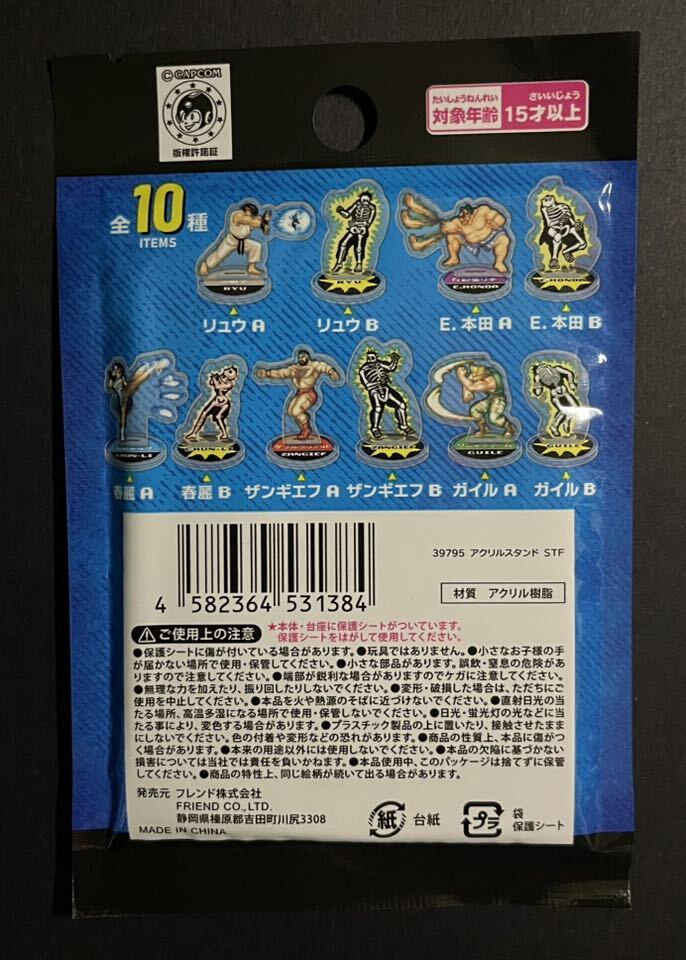 © CAPCOM
版権許諾証
たいしょうねんれい さいいじょう
対象年齢 15才以上
全10種
ITEMS
RYU
RYU
E.HONDA
E.HONDA
リュウ A
リュウ B
E. 本田 A
E. 本田 B
CHUN-LI
CHUN-LI
ZANGIEF
ZANGIEF
GUILE
GUILE
春麗 A
春麗 B
ザンギエフ A
ザンギエフ B
ガイル A
ガイル B
4 582364 531384
39795 アクリルスタンド STF
材質 アクリル樹脂
ご使用上の注意
★本体・台座に保護シートがついています。
保護シートをはがして使用してください。
●保護シートに傷が付いている場合があります。●玩具ではありません。●小さなお子様の手
が届かない場所で使用・保管してください。●小さな部品があります。誤飲・窒息の危険があ
りますので注意してください。●端部が鋭利な場合がありますのでケガに注意してください。
●無理な力を加えたり、振り回したりしないでください。●変形・破損した場合は、ただちにご
使用を中止してください。●本品を火や熱源のそばに近づけないでください。●直射日光の当
たる場所、高温多湿になる場所で使用・保管しないでください。●日光・蛍光灯の光などに当
たる事により、変色する場合があります。●プラスチック製品の上に置いたり、接触させたまま
にしないでください。色の付着や変形などの恐れがあります。●商品の性質上、本品に傷がつ
く場合があります。●本来の用途以外には使用しないでください。●本品の欠陥に基づかない
損害については当社では責任を負いかねます。●本品使用中、このパッケージは捨てずに保管
してください。●商品の特性上、同じ絵柄が続いて出る場合があります。
発売元 フレンド株式会社
FRIEND CO.,LTD.
静岡県榛原郡吉田町川尻3308
MADE IN CHINA
紙 台紙
プラ 袋
保護シート